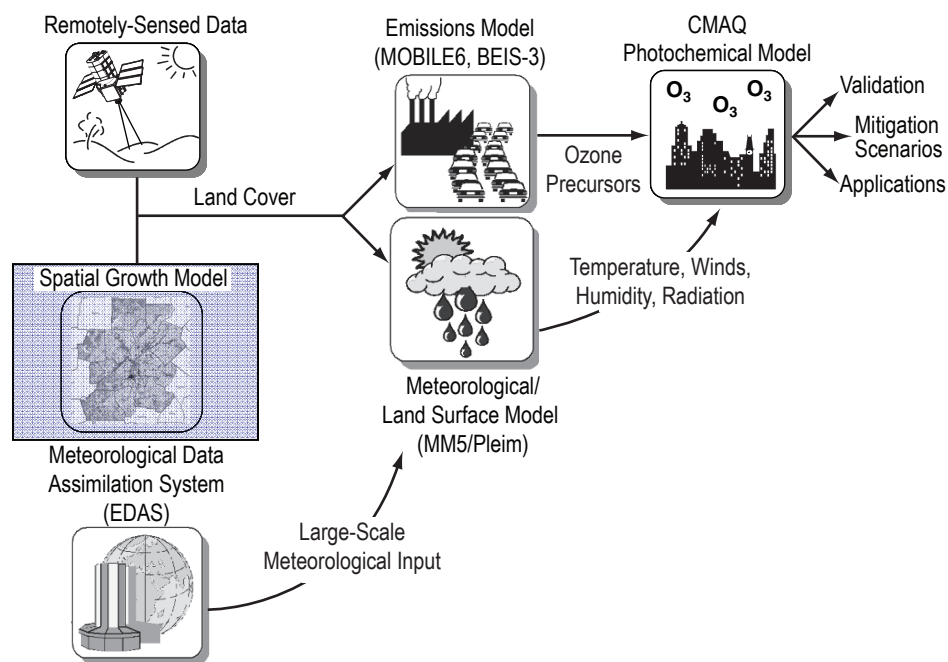 Remotely-Sensed Data
Emissions Model
(MOBILE6, BEIS-3)
CMAQ
Photochemical Model
O3
O3
O3
Validation
Mitigation
Scenarios
Applications
Ozone
Precursors
Land Cover
Spatial Growth Model
Temperature, Winds,
Humidity, Radiation
Meteorological/
Land Surface Model
(MM5/Pleim)
Meteorological Data
Assimilation System
(EDAS)
Large-Scale
Meteorological Input